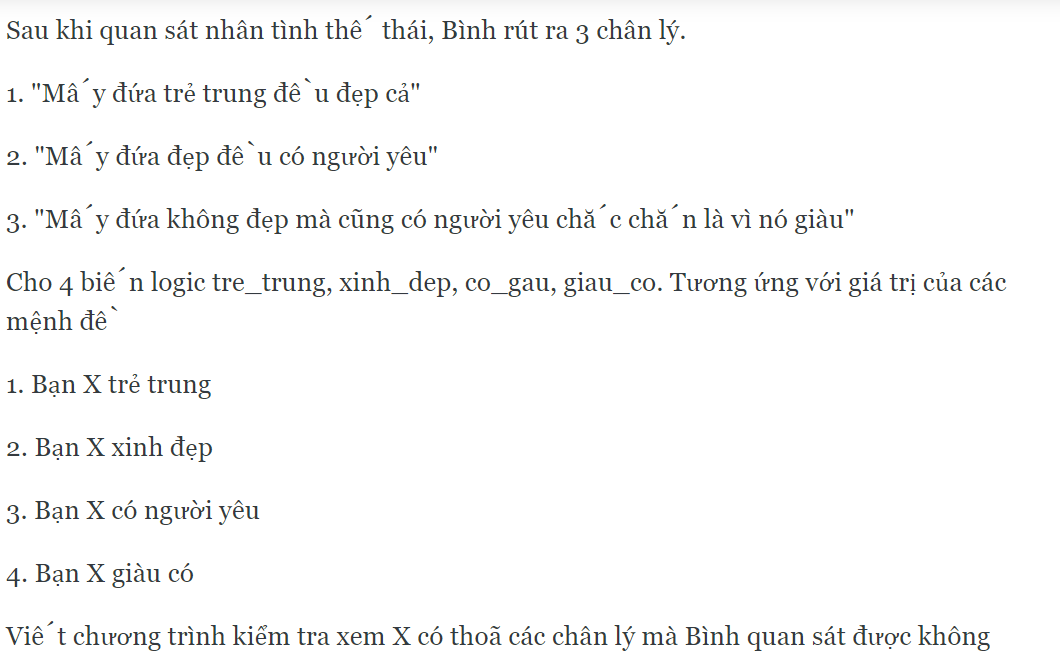 Sau khi quan sát nhân tình thế thái, Bình rút ra 3 chân lý.
1. "Mấy đứa trẻ trung đều đẹp cả"
2. "Mấy đứa đẹp đều có người yêu"
3. "Mấy đứa không đẹp mà cũng có người yêu chắc chắn là vì nó giàu"
Cho 4 biến logic tre_trung, xinh_dep, co_gau, giau_co. Tương ứng với giá trị của các
mệnh đề
1. Bạn X trẻ trung
2. Bạn X xinh đẹp
3. Bạn X có người yêu
4. Bạn X giàu có
Viết chương trình kiểm tra xem X có thoã các chân lý mà Bình quan sát được không